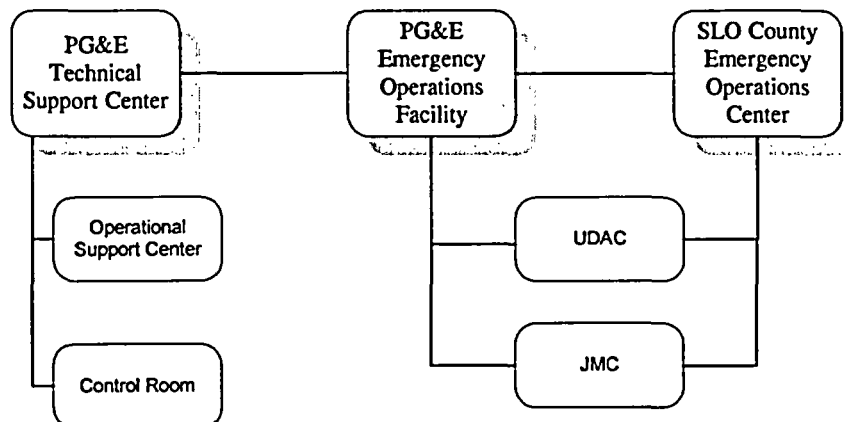 PG&E
Technical
Support Center
PG&E
Emergency
Operations
Facility
SLO County
Emergency
Operations
Center
Operational
Support Center
UDAC
Control Room
JMC